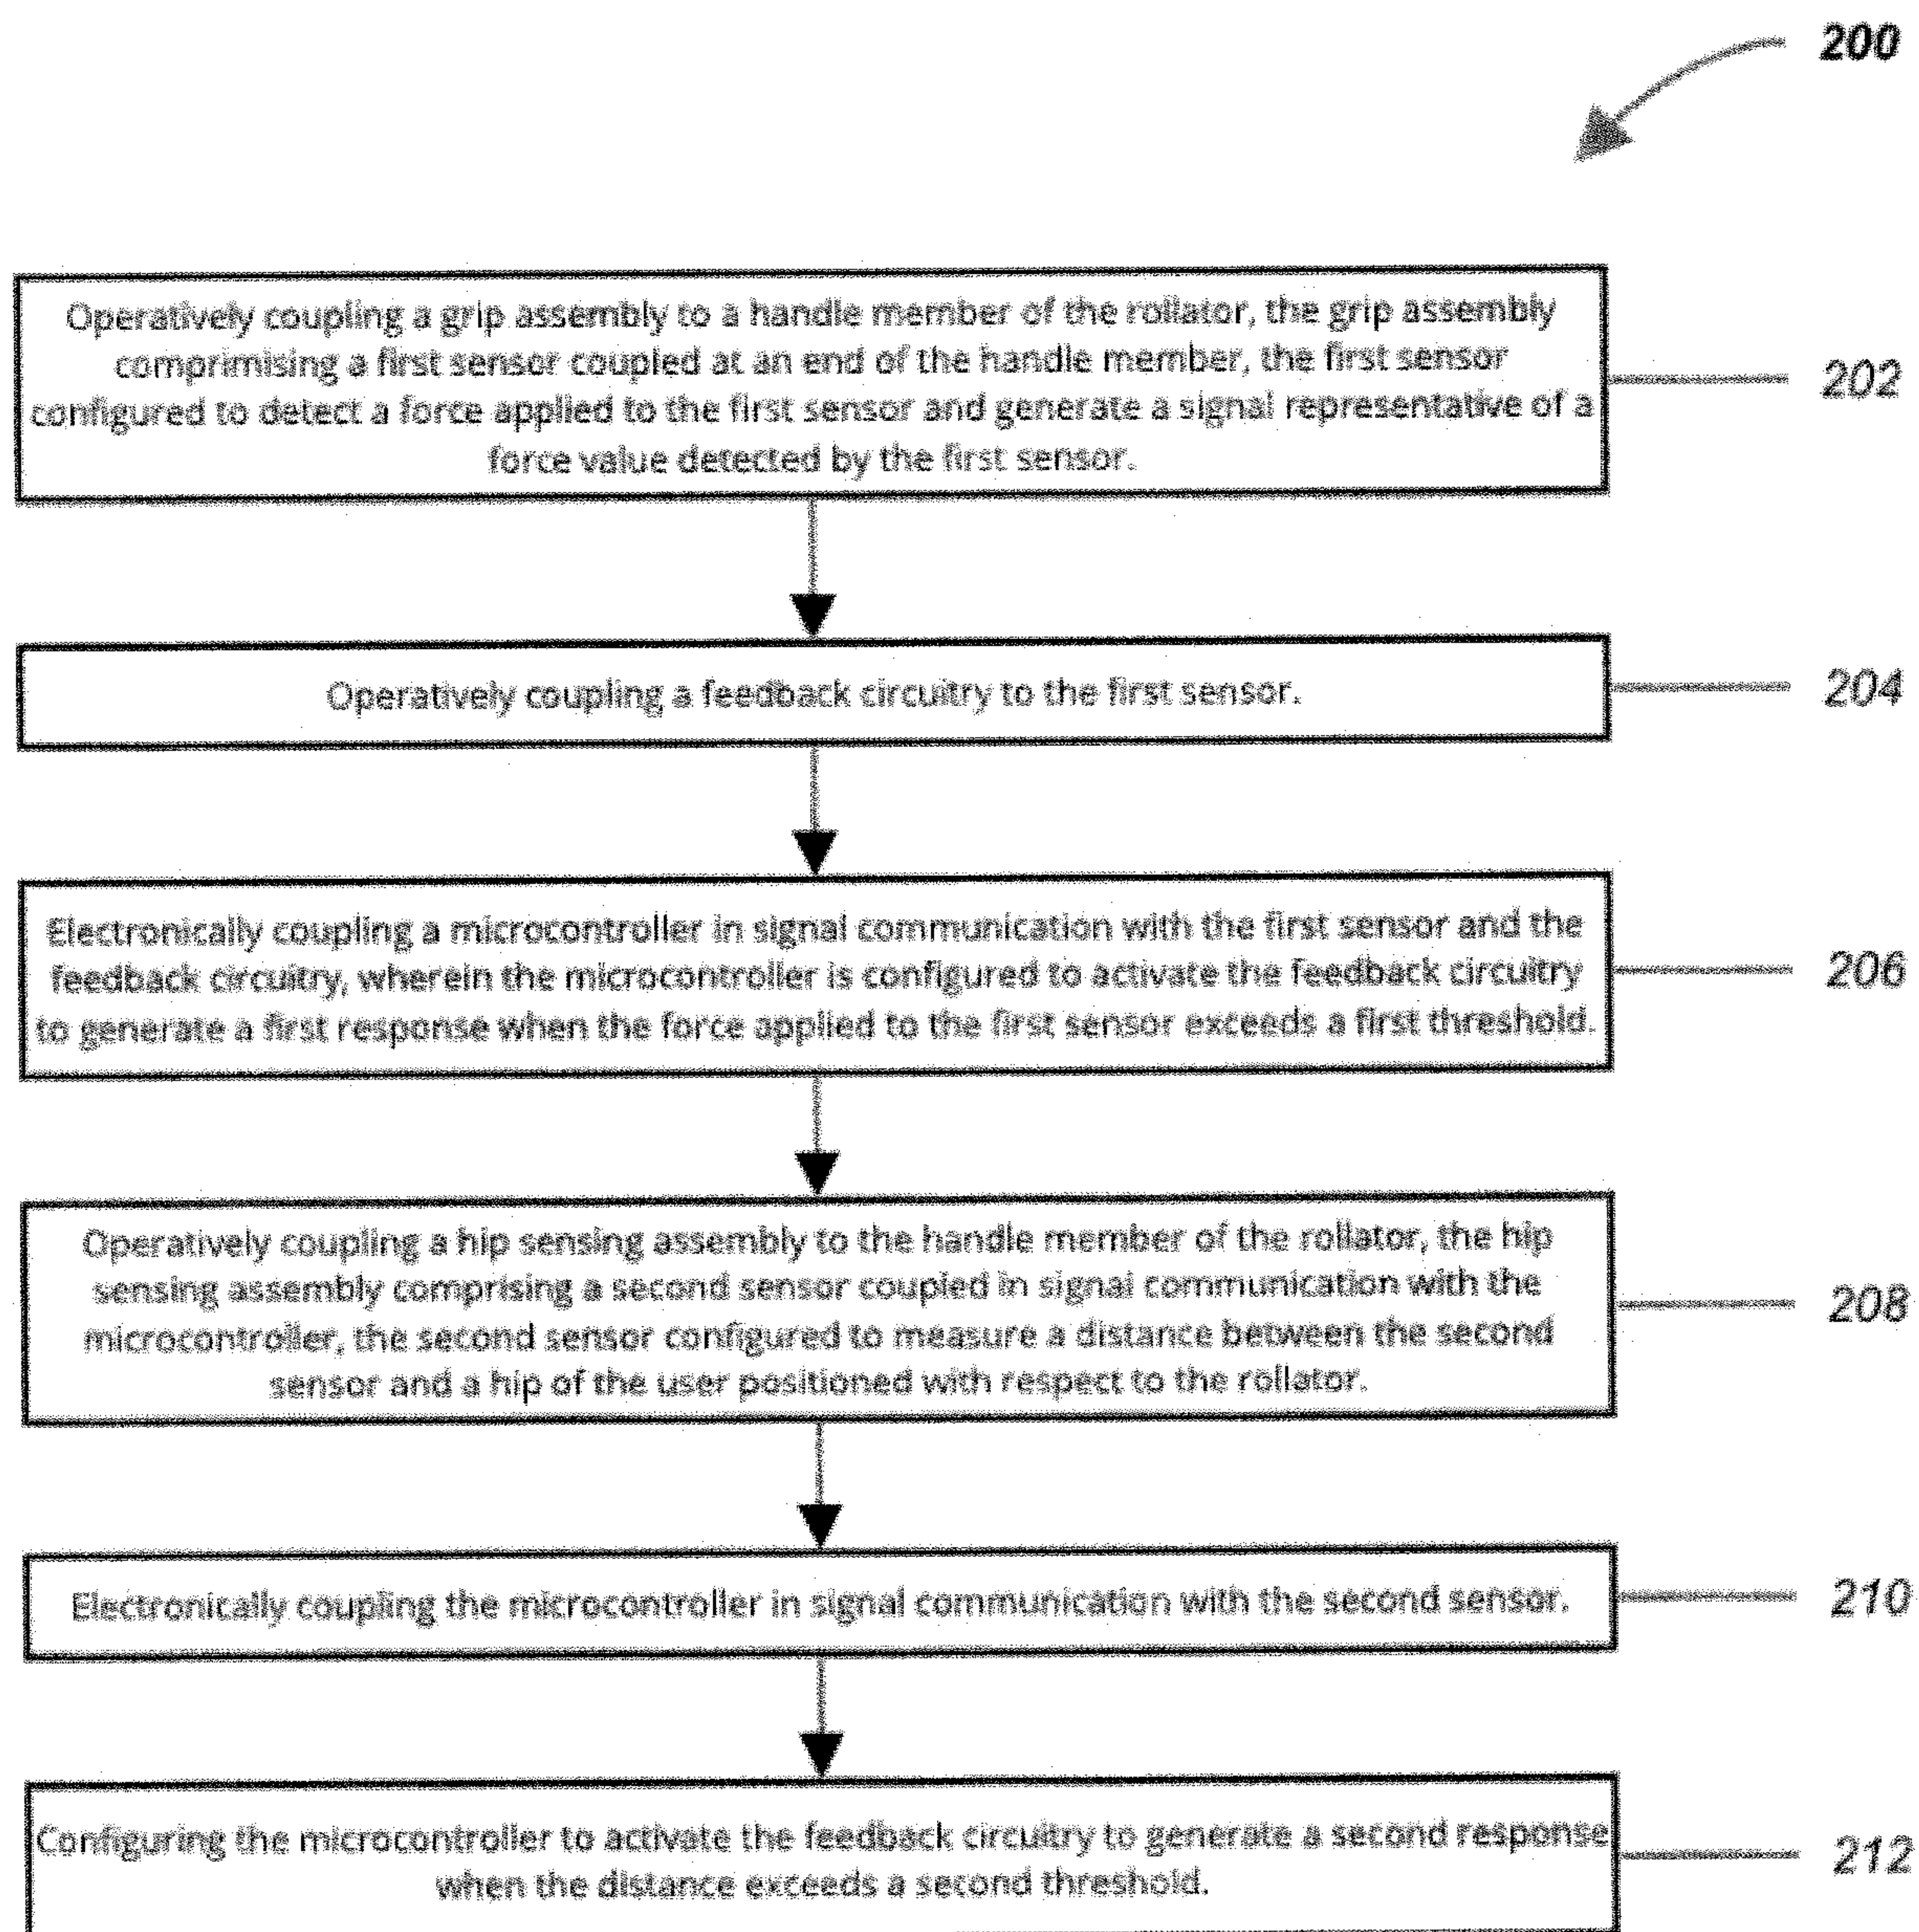 200
Operatively coupling a grip assembly to a handle member of the rollator, the grip assembly
comprimising a first sensor coupled at an end of the handle member, the first sensor
configured to detect a force applied to the first sensor and generate a signal representative of a
force value detected by the first sensor.
202
Operatively coupling a feedback circuitry to the first sensor.
204
Electronically coupling a microcontroller in signal communication with the first sensor and the
feedback circuitry, wherein the microcontroller is configured to activate the feedback circuitry
to generate a first response when the force applied to the first sensor exceeds a first threshold.
206
Operatively coupling a hip sensing assembly to the handle member of the rollator, the hip
sensing assembly comprising a second sensor coupled in signal communication with the
microcontroller, the second sensor configured to measure a distance between the second
sensor and a hip of the user positioned with respect to the rollator.
208
Electronically coupling the microcontroller in signal communication with the second sensor.
210
Configuring the microcontroller to activate the feedback circuitry to generate a second response
when the distance exceeds a second threshold.
212